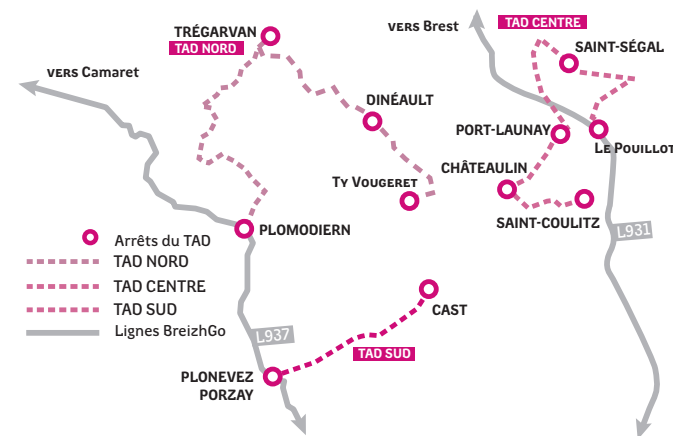 TRÉGARVAN
TAD NORD
VERS Camaret
VERS Brest
TAD CENTRE
SAINT-SÉGAL
DINÉAULT
PORT-LAUNAY
LE POUILLOT
CHÂTEAULIN
TY VOUGERET
SAINT-COULITZ
L931
PLOMODIERN
Arrêts du TAD
TAD NORD
TAD CENTRE
TAD SUD
Lignes BreizhGo
CAST
L937
TAD SUD
PLONEVEZ
PORZAY